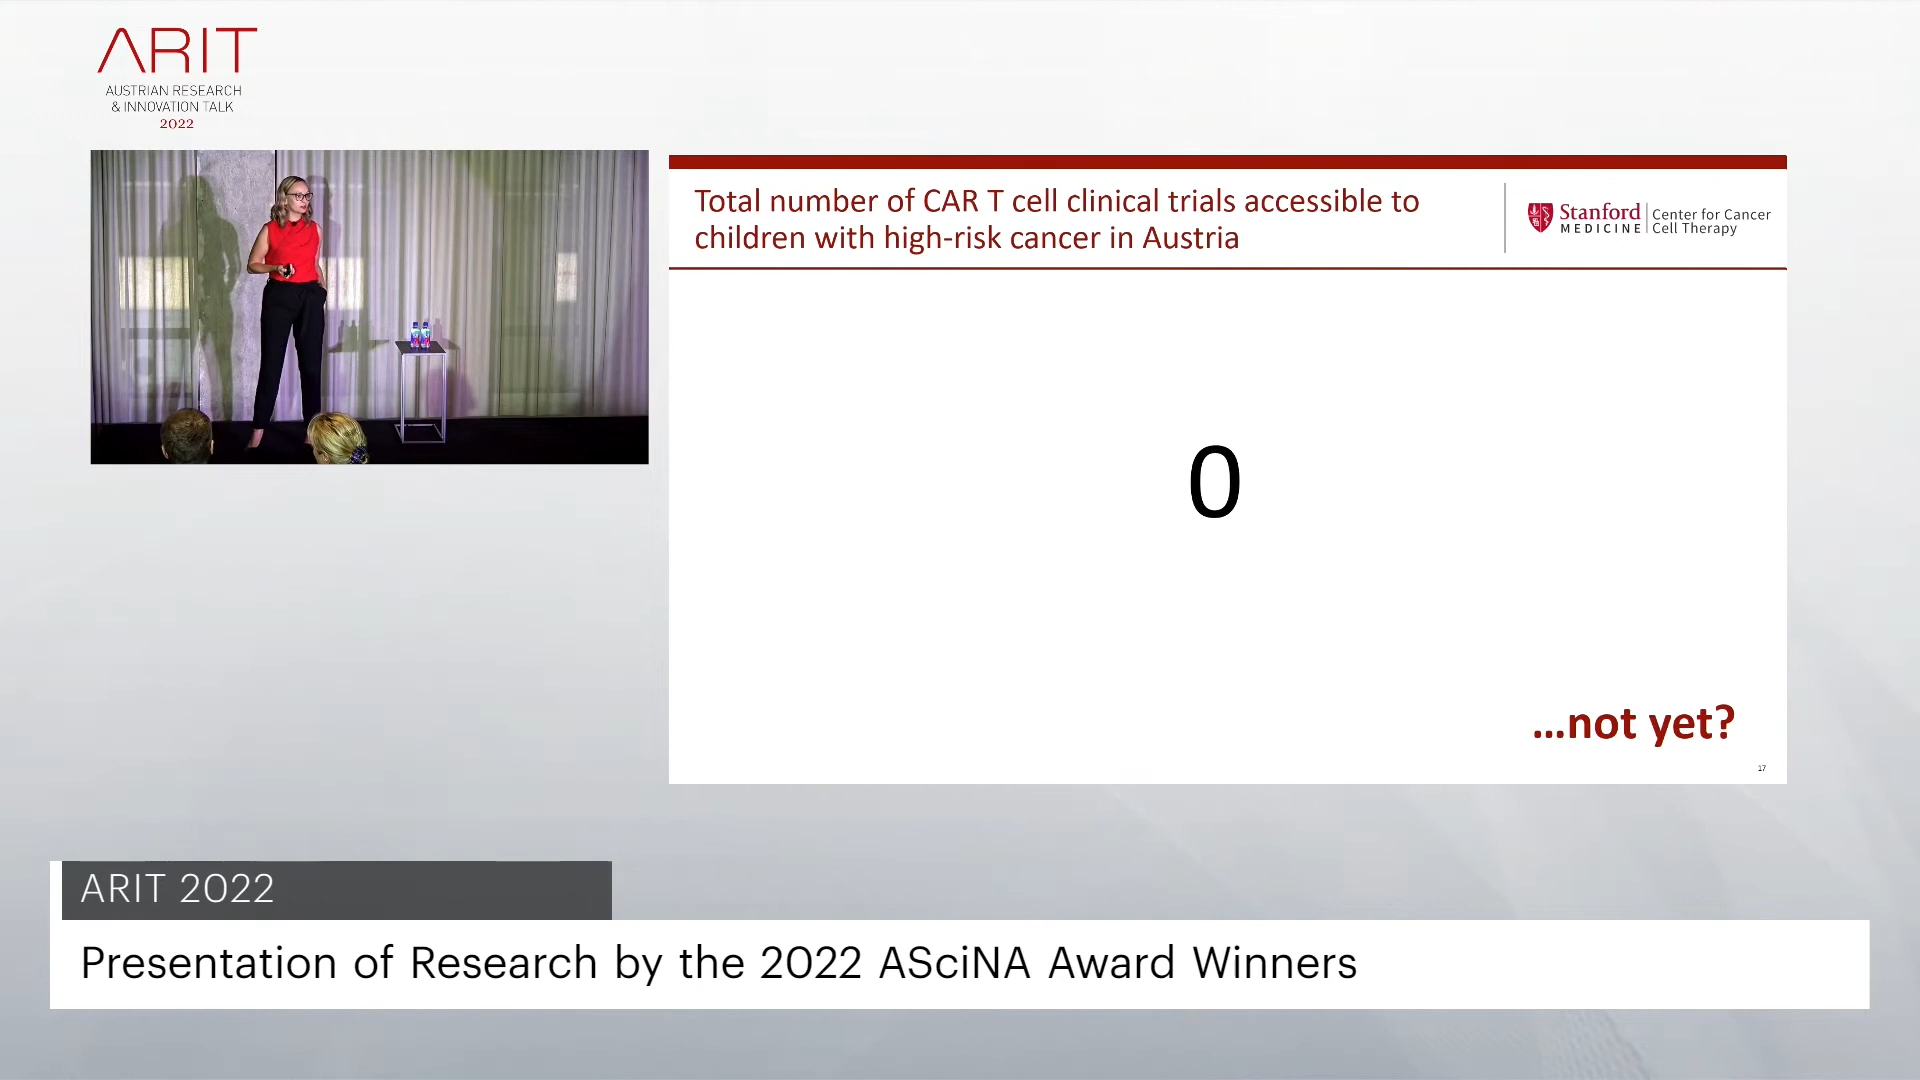 ARIT
AUSTRIAN RESEARCH
& INNOVATION TALK
2022
Total number of CAR T cell clinical trials accessible to
children with high-risk cancer in Austria
Stanford
MEDICINE
Center for Cancer
Cell Therapy
0
...not yet?
17
ARIT 2022
Presentation of Research by the 2022 ASciNA Award Winners